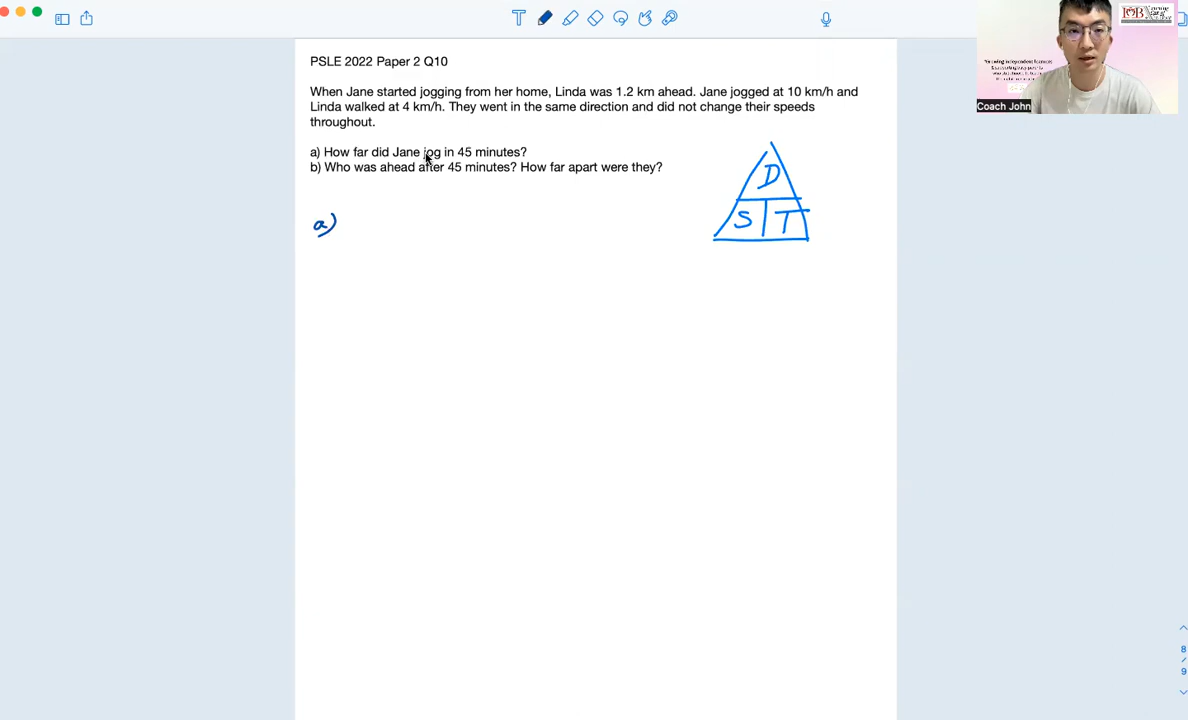 PSLE 2022 Paper 2 Q10
When Jane started jogging from her home, Linda was 1.2 km ahead. Jane jogged at 10 km/h and
Linda walked at 4 km/h. They went in the same direction and did not change their speeds
throughout.
a) How far did Jane jog in 45 minutes?
b) Who was ahead after 45 minutes? How far apart were they?
D
S T
a)
Coach John
8
/
9
T